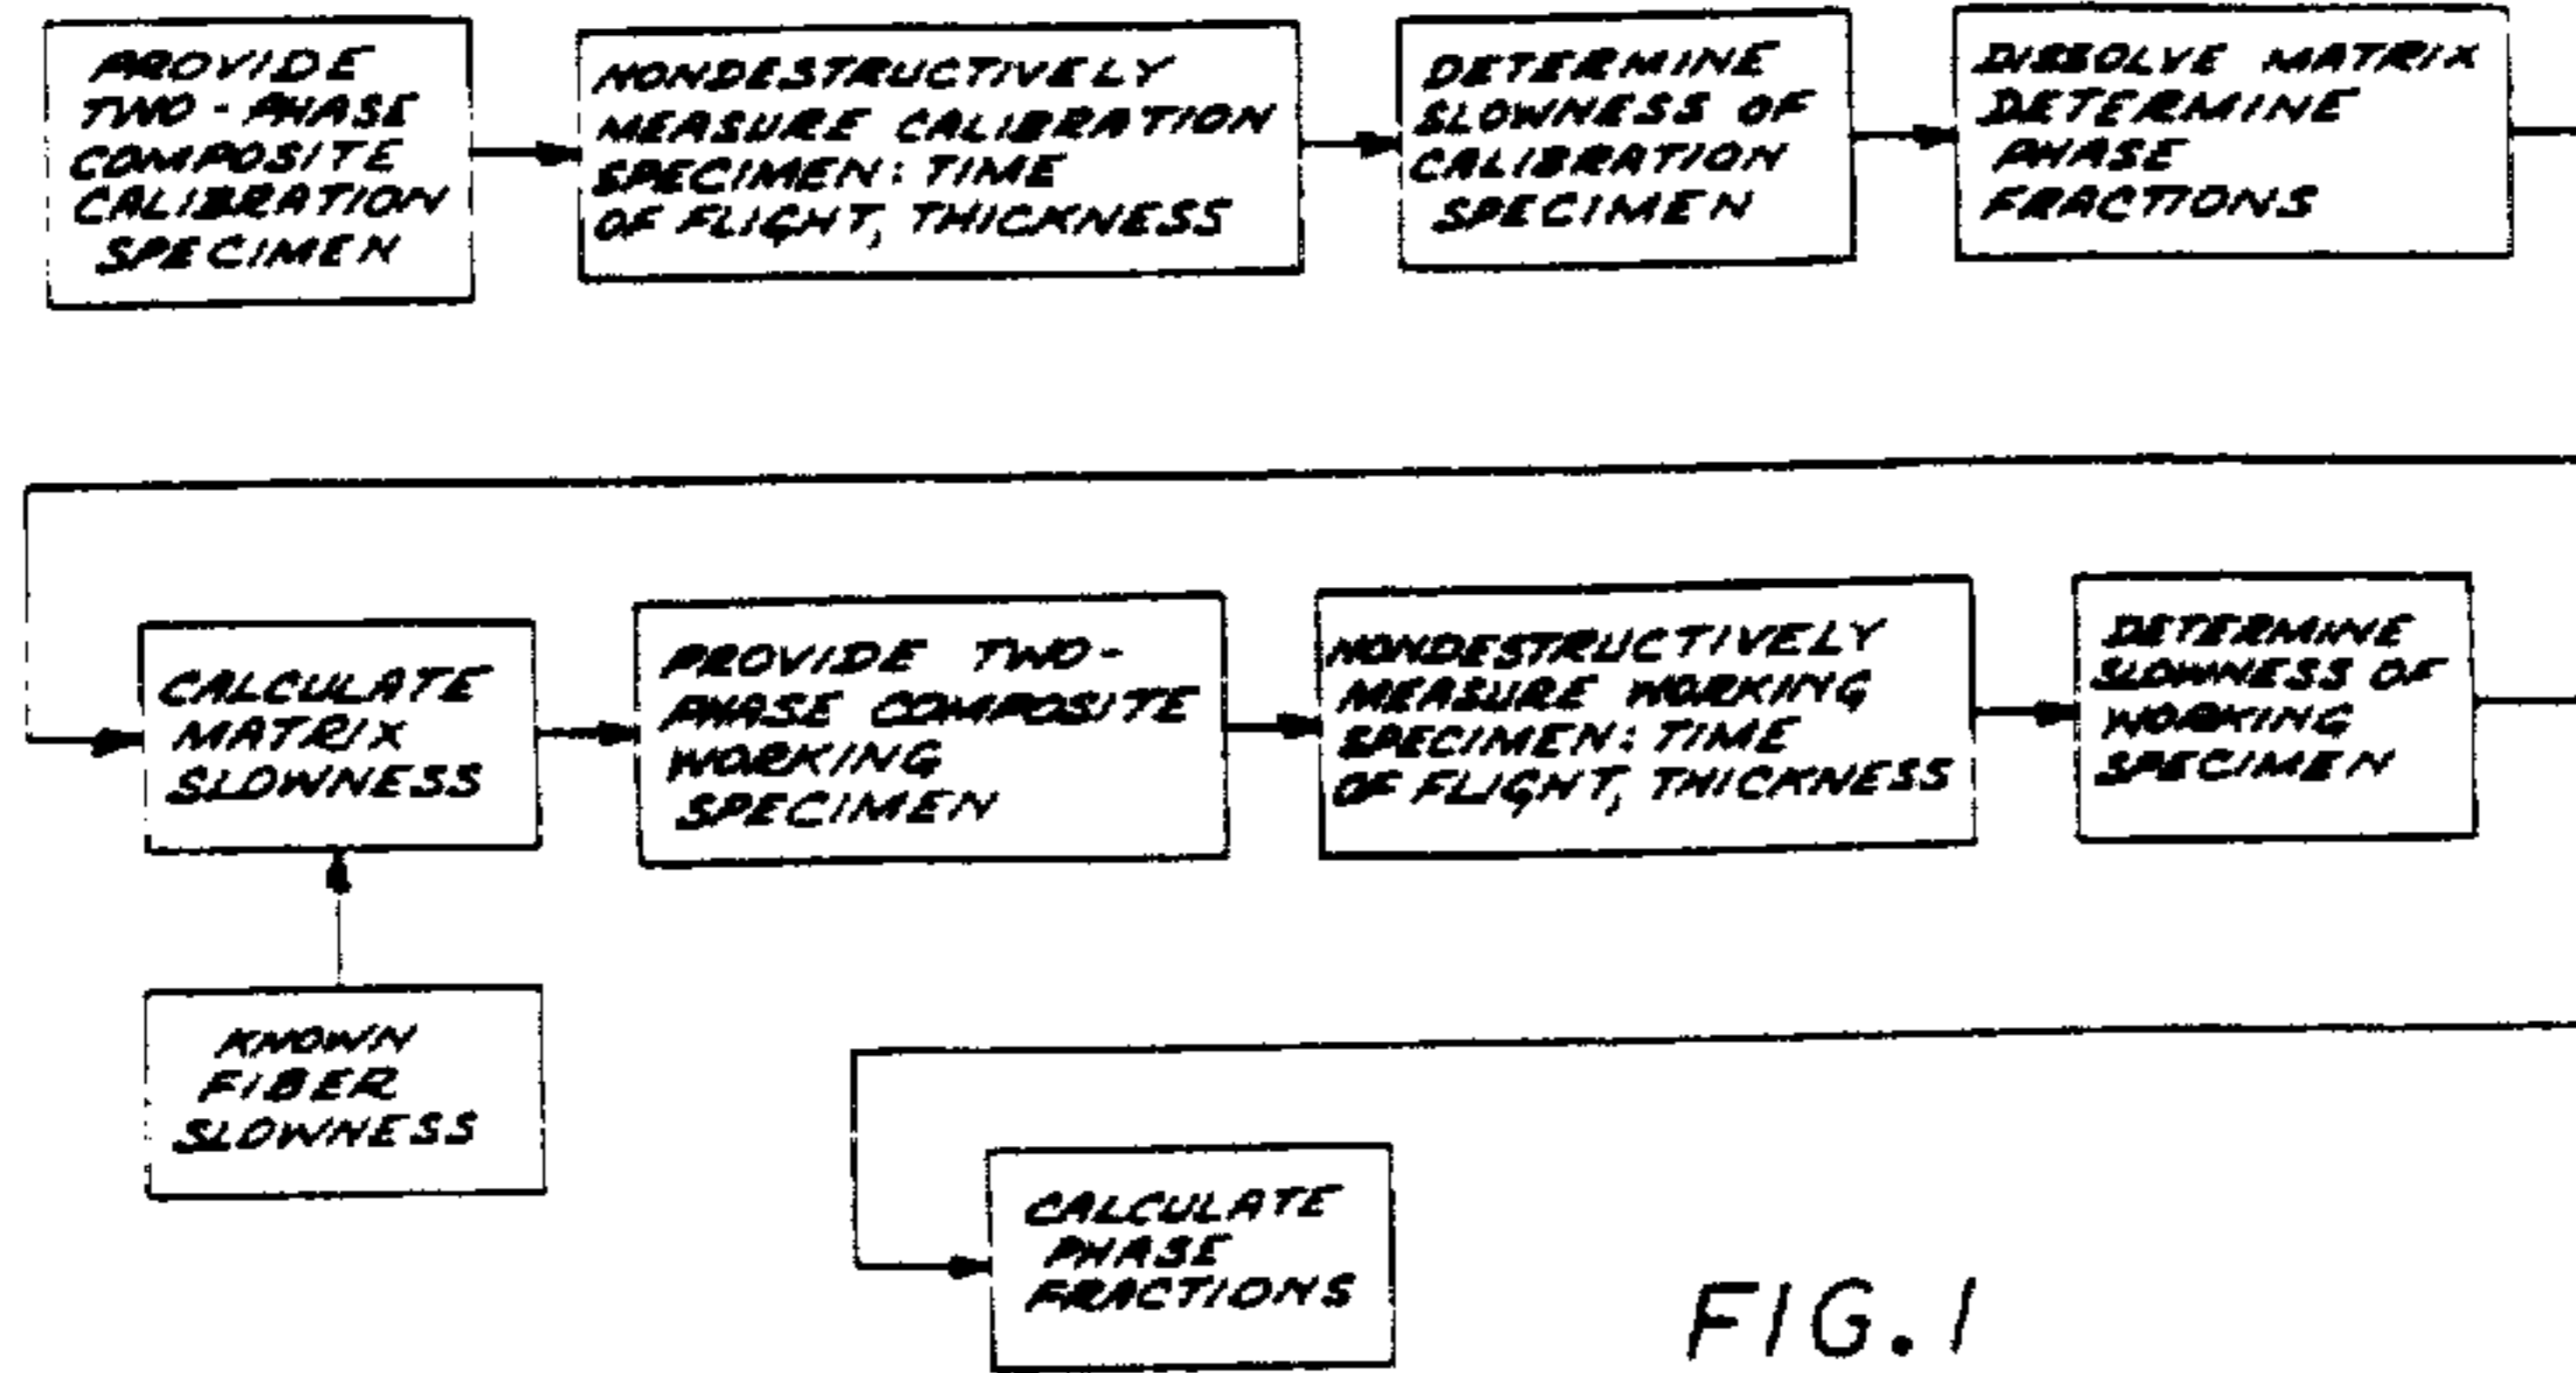 PROVIDE
TWO-PHASE
COMPOSITE
CALIBRATION
SPECIMEN
NONDESTRUCTIVELY
MEASURE CALIBRATION
SPECIMEN: TIME
OF FLIGHT, THICKNESS
DETERMINE
SLOWNESS OF
CALIBRATION
SPECIMEN
DISSOLVE MATRIX
DETERMINE
PHASE
FRACTIONS
CALCULATE
MATRIX
SLOWNESS
PROVIDE TWO-
PHASE COMPOSITE
WORKING
SPECIMEN
NONDESTRUCTIVELY
MEASURE WORKING
SPECIMEN: TIME
OF FLIGHT, THICKNESS
DETERMINE
SLOWNESS OF
WORKING
SPECIMEN
KNOWN
FIBER
SLOWNESS
CALCULATE
PHASE
FRACTIONS
FIG. 1